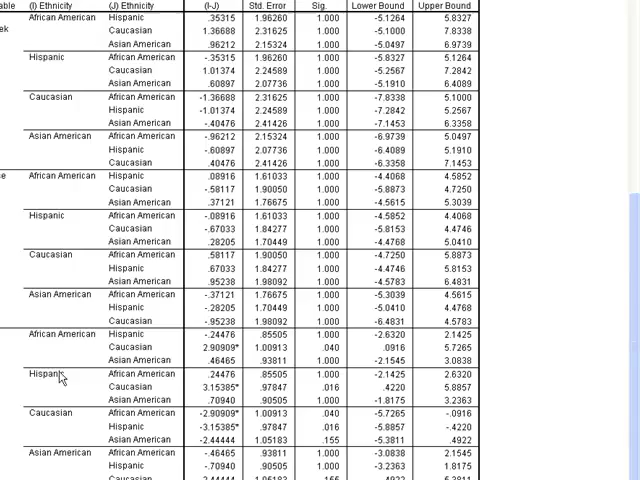 able (I) Ethnicity (J) Ethnicity (I-J) Std. Error Sig. Lower Bound Upper Bound
African American Hispanic .35315 1.96260 1.000 -5.1264 5.8327
ek Caucasian 1.36688 2.31625 1.000 -5.1000 7.8338
Asian American .96212 2.15324 1.000 -5.0497 6.9739
Hispanic African American -.35315 1.96260 1.000 -5.8327 5.1264
Caucasian 1.01374 2.24589 1.000 -5.2567 7.2842
Asian American .60897 2.07736 1.000 -5.1910 6.4089
Caucasian African American -1.36688 2.31625 1.000 -7.8338 5.1000
Hispanic -1.01374 2.24589 1.000 -7.2842 5.2567
Asian American -.40476 2.41426 1.000 -7.1453 6.3358
Asian American African American -.96212 2.15324 1.000 -6.9739 5.0497
Hispanic -.60897 2.07736 1.000 -6.4089 5.1910
Caucasian .40476 2.41426 1.000 -6.3358 7.1453
se African American Hispanic .08916 1.61033 1.000 -4.4068 4.5852
Caucasian -.58117 1.90050 1.000 -5.8873 4.7250
Asian American .37121 1.76675 1.000 -4.5615 5.3039
Hispanic African American -.08916 1.61033 1.000 -4.5852 4.4068
Caucasian -.67033 1.84277 1.000 -5.8153 4.4746
Asian American .28205 1.70449 1.000 -4.4768 5.0410
Caucasian African American .58117 1.90050 1.000 -4.7250 5.8873
Hispanic .67033 1.84277 1.000 -4.4746 5.8153
Asian American .95238 1.98092 1.000 -4.5783 6.4831
Asian American African American -.37121 1.76675 1.000 -5.3039 4.5615
Hispanic -.28205 1.70449 1.000 -5.0410 4.4768
Caucasian -.95238 1.98092 1.000 -6.4831 4.5783
African American Hispanic -.24476 .85505 1.000 -2.6320 2.1425
Caucasian 2.90909* 1.00913 .040 .0916 5.7265
Asian American .46465 .93811 1.000 -2.1545 3.0838
Hispanic African American .24476 .85505 1.000 -2.1425 2.6320
Caucasian 3.15385* .97847 .016 .4220 5.8857
Asian American .70940 .90505 1.000 -1.8175 3.2363
Caucasian African American -2.90909* 1.00913 .040 -5.7265 -.0916
Hispanic -3.15385* .97847 .016 -5.8857 -.4220
Asian American -2.44444 1.05183 .155 -5.3811 .4922
Asian American African American -.46465 .93811 1.000 -3.0838 2.1545
Hispanic -.70940 .90505 1.000 -3.2363 1.8175
Caucasian 2.44444 1.05183 .155 -.4922 5.3811